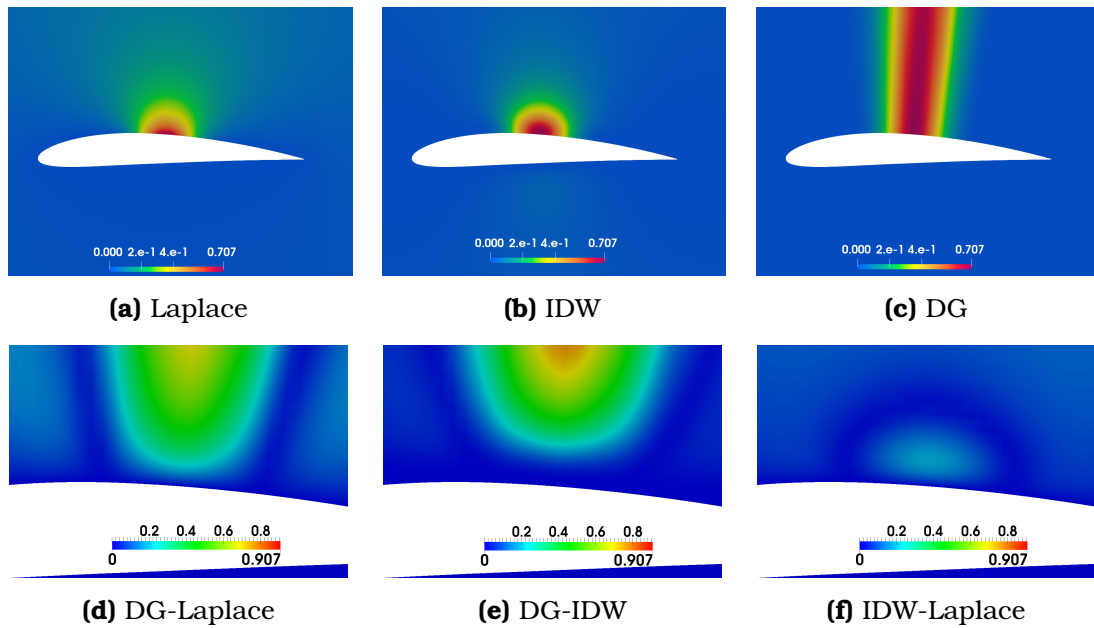 0.000 2.e-1 4.e-1 0.707
0.000 2.e-1 4.e-1 0.707
0.000 2.e-1 4.e-1 0.707
(a) Laplace
(b) IDW
(c) DG
0.2 0.4 0.6 0.8
0 0.907
0.2 0.4 0.6 0.8
0 0.907
0.2 0.4 0.6 0.8
0 0.907
(d) DG-Laplace
(e) DG-IDW
(f) IDW-Laplace